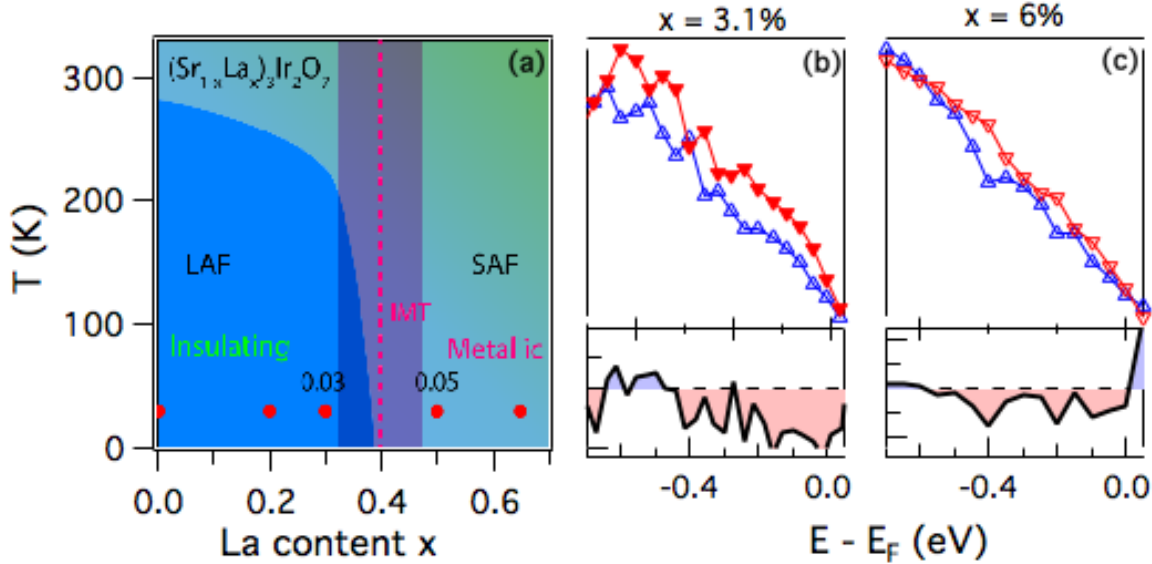 x = 3.1%
x = 6%
(a)
(b)
(c)
(Sr1-xLax)3Ir2O7
300
200
100
0
T (K)
LAF
SAF
IMT
Insulating
Metal ic
0.03
0.05
0.0
0.2
0.4
0.6
La content x
-0.4
0.0
-0.4
0.0
E - EF (eV)